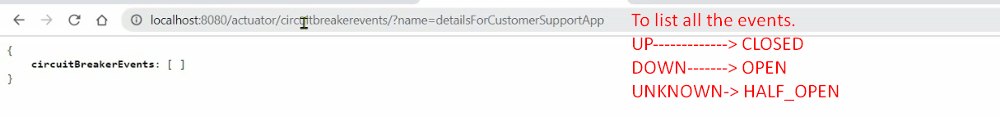 localhost:8080/actuator/circuitbreakerevents/?name=detailsForCustomerSupportApp
To list all the events.
UP-------------> CLOSED
DOWN-------> OPEN
UNKNOWN-> HALF_OPEN
{
circuitBreakerEvents: [ ]
}